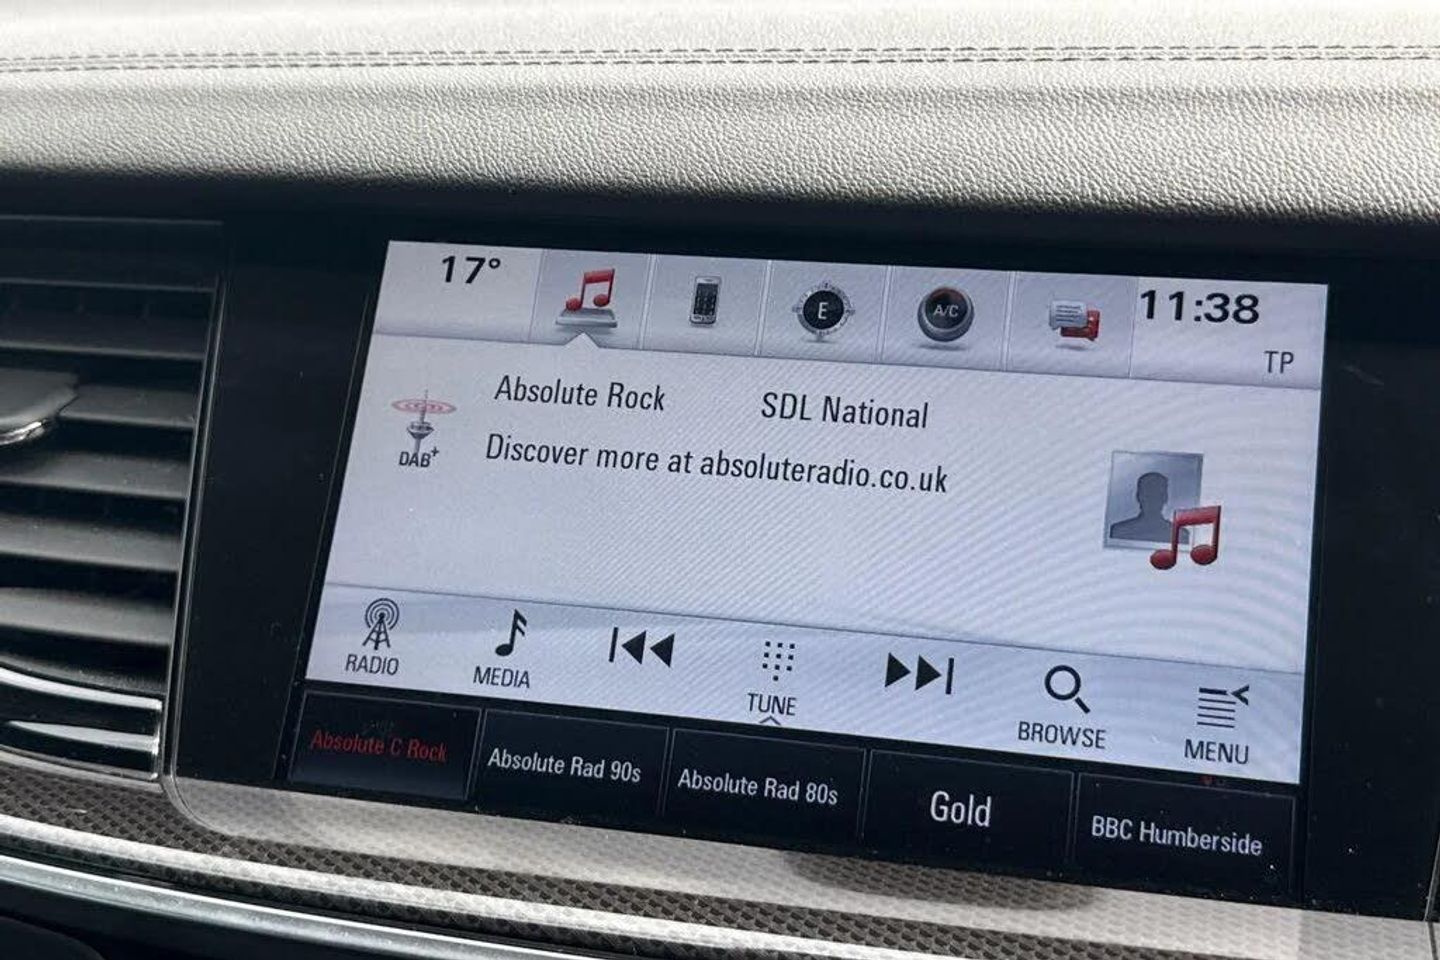 17°
E
A/C
11:38
TP
DAB+
Absolute Rock
SDL National
Discover more at absoluteradio.co.uk
RADIO
MEDIA
TUNE
BROWSE
MENU
Absolute C Rock
Absolute Rad 90s
Absolute Rad 80s
Gold
BBC Humberside